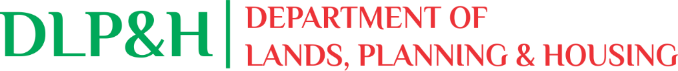 DLP&H
DEPARTMENT OF
LANDS, PLANNING & HOUSING